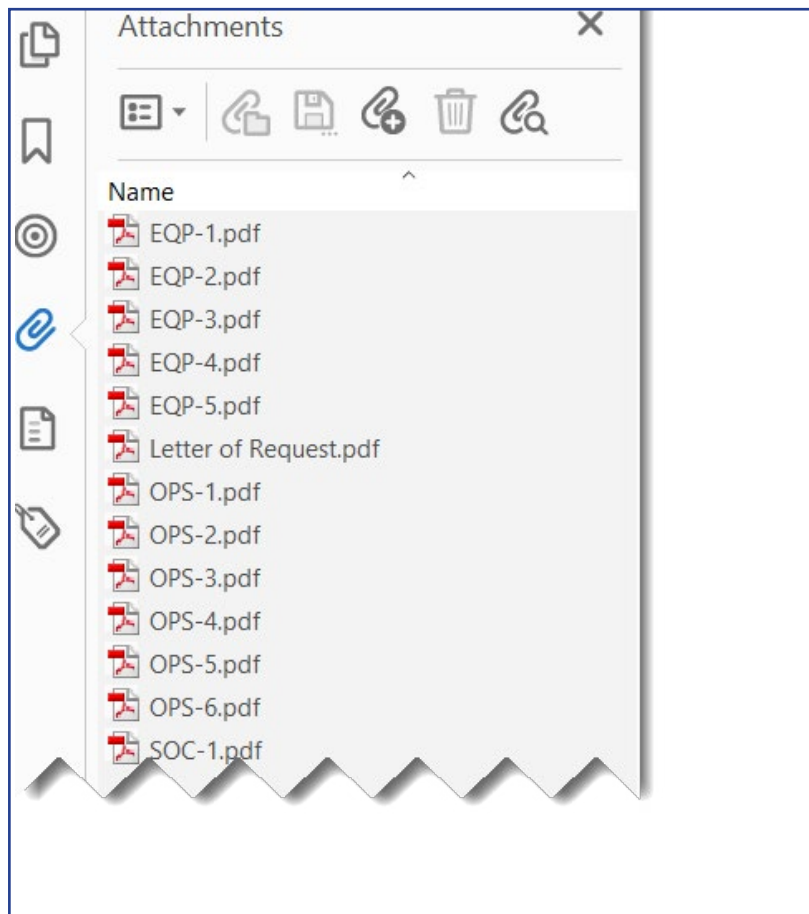 Attachments
Name
EQP-1.pdf
EQP-2.pdf
EQP-3.pdf
EQP-4.pdf
EQP-5.pdf
Letter of Request.pdf
OPS-1.pdf
OPS-2.pdf
OPS-3.pdf
OPS-4.pdf
OPS-5.pdf
OPS-6.pdf
SOC-1.pdf